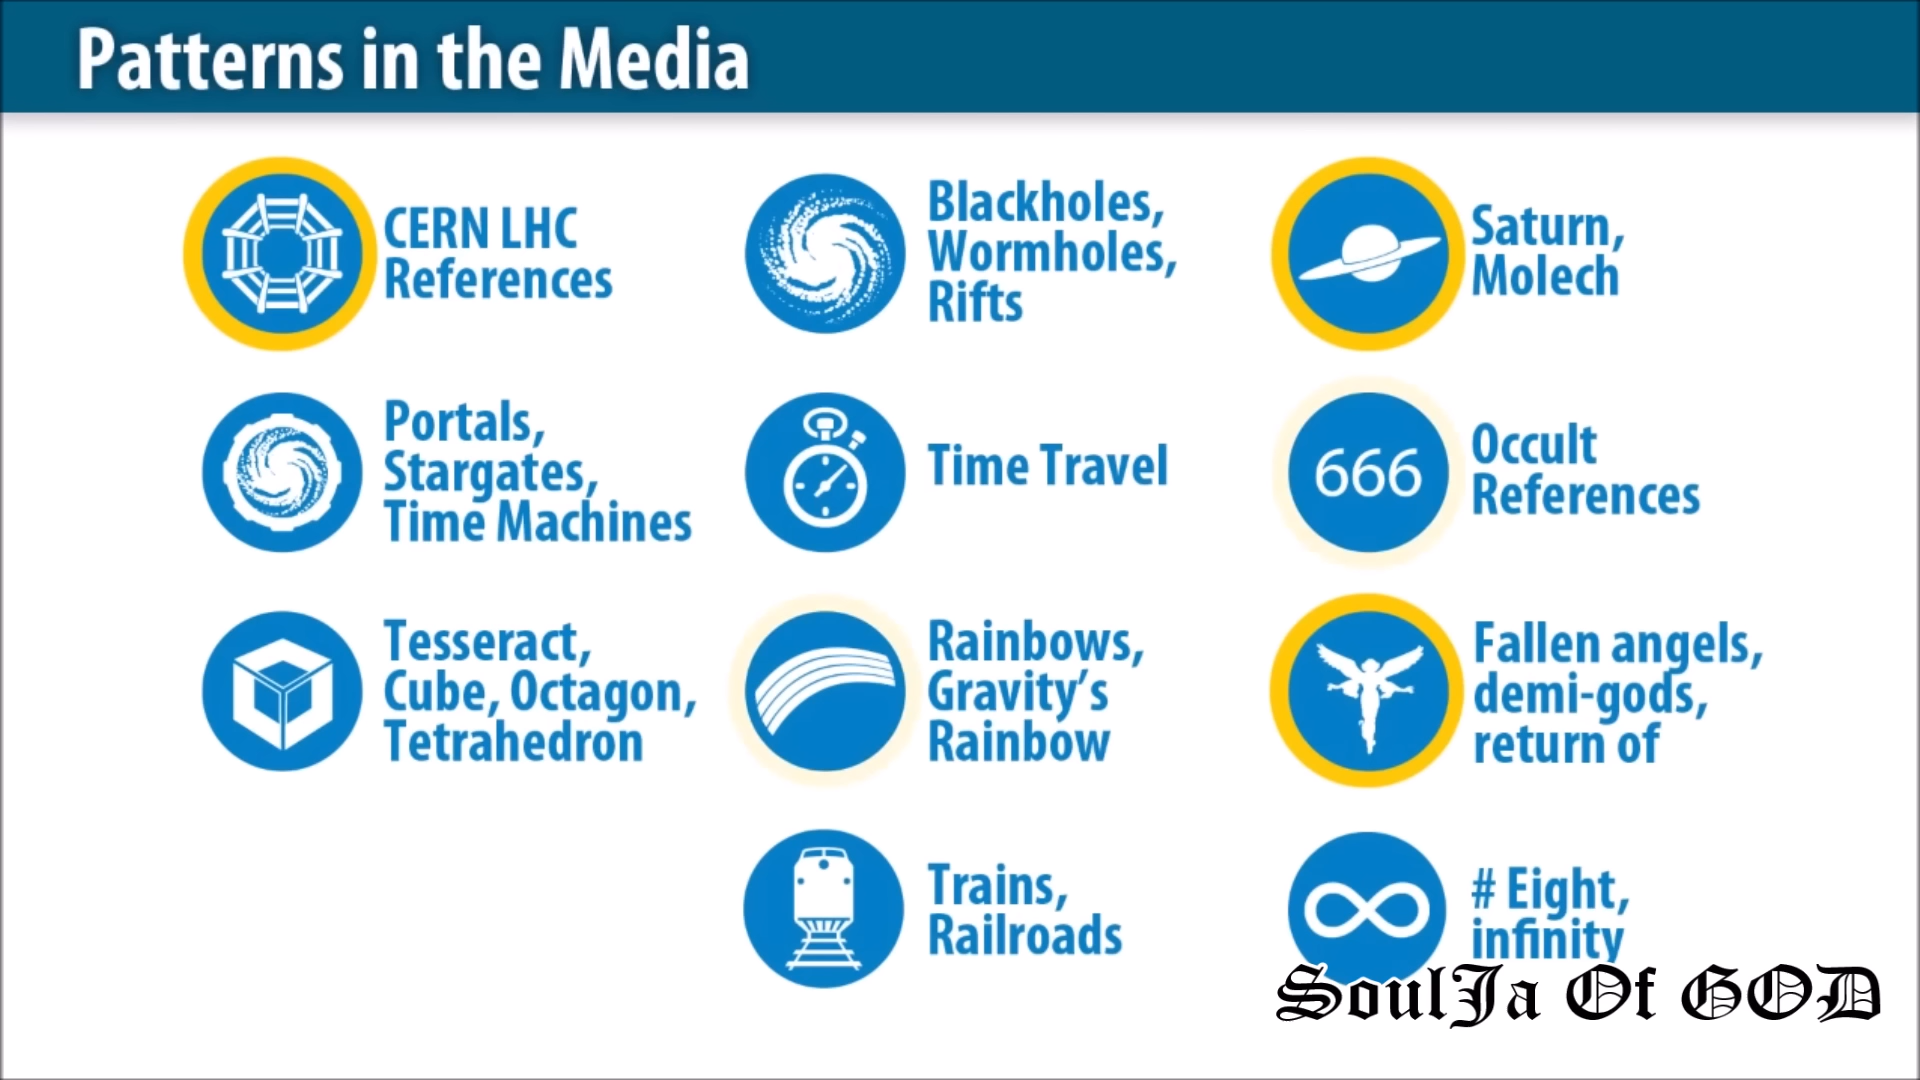 Patterns in the Media
CERN LHC
References
Blackholes,
Wormholes,
Rifts
Saturn,
Molech
Portals,
Stargates,
Time Machines
Time Travel
666
Occult
References
Tesseract,
Cube, Octagon,
Tetrahedron
Rainbows,
Gravity's
Rainbow
Fallen angels,
demi-gods,
return of
Trains,
Railroads
# Eight,
infinity
SoulJa Of GOD